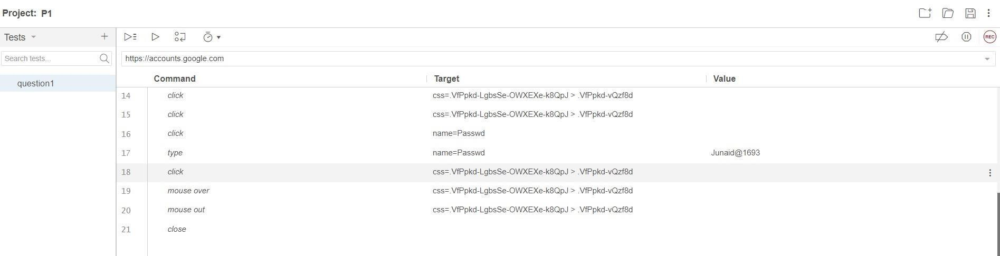 Project: P1
Tests
Search tests...
question1
REC
https://accounts.google.com
Command Target Value
14 click css=.VfPpkd-LgbsSe-OWXEXe-k8QpJ > .VfPpkd-vQzf8d
15 click css=.VfPpkd-LgbsSe-OWXEXe-k8QpJ > .VfPpkd-vQzf8d
16 click name=Passwd
17 type name=Passwd Junaid@1693
18 click css=.VfPpkd-LgbsSe-OWXEXe-k8QpJ > .VfPpkd-vQzf8d
19 mouse over css=.VfPpkd-LgbsSe-OWXEXe-k8QpJ > .VfPpkd-vQzf8d
20 mouse out css=.VfPpkd-LgbsSe-OWXEXe-k8QpJ > .VfPpkd-vQzf8d
21 close